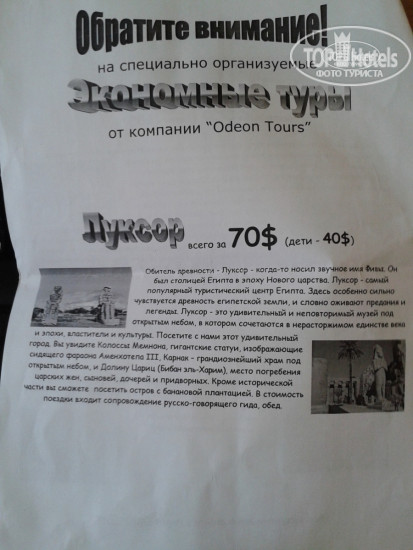 Обратите внимание!
TOP Hotels
ФОТО ТУРИСТА
на специально организуемые
Экономные туры
от компании "Odeon Tours"
Луксор всего за 70$ (дети - 40$)
Обитель древности - Луксор - когда-то носил звучное имя Фивы. Он
был столицей Египта в эпоху Нового царства. Луксор - самый
популярный туристический центр Египта. Здесь особенно сильно
чувствуется древность египетской земли, и словно оживают предания и
легенды. Луксор - это удивительный и неповторимый музей под
открытым небом, в котором сочетаются в нерасторжимом единстве века
и эпохи, властители и культуры. Посетите с нами этот удивительный
город. Вы увидите Колоссы Мемнона, гигантские статуи, изображающие
сидящего фараона Аменхотепа III, Карнак - грандиознейший храм под
открытым небом, и Долину Цариц (Бибан эль-Харим), место погребения
царских жен, сыновей, дочерей и придворных. Кроме исторической
части вы сможете посетить остров с банановой плантацией. В стоимость
поездки входит сопровождение русско-говорящего гида, обед.